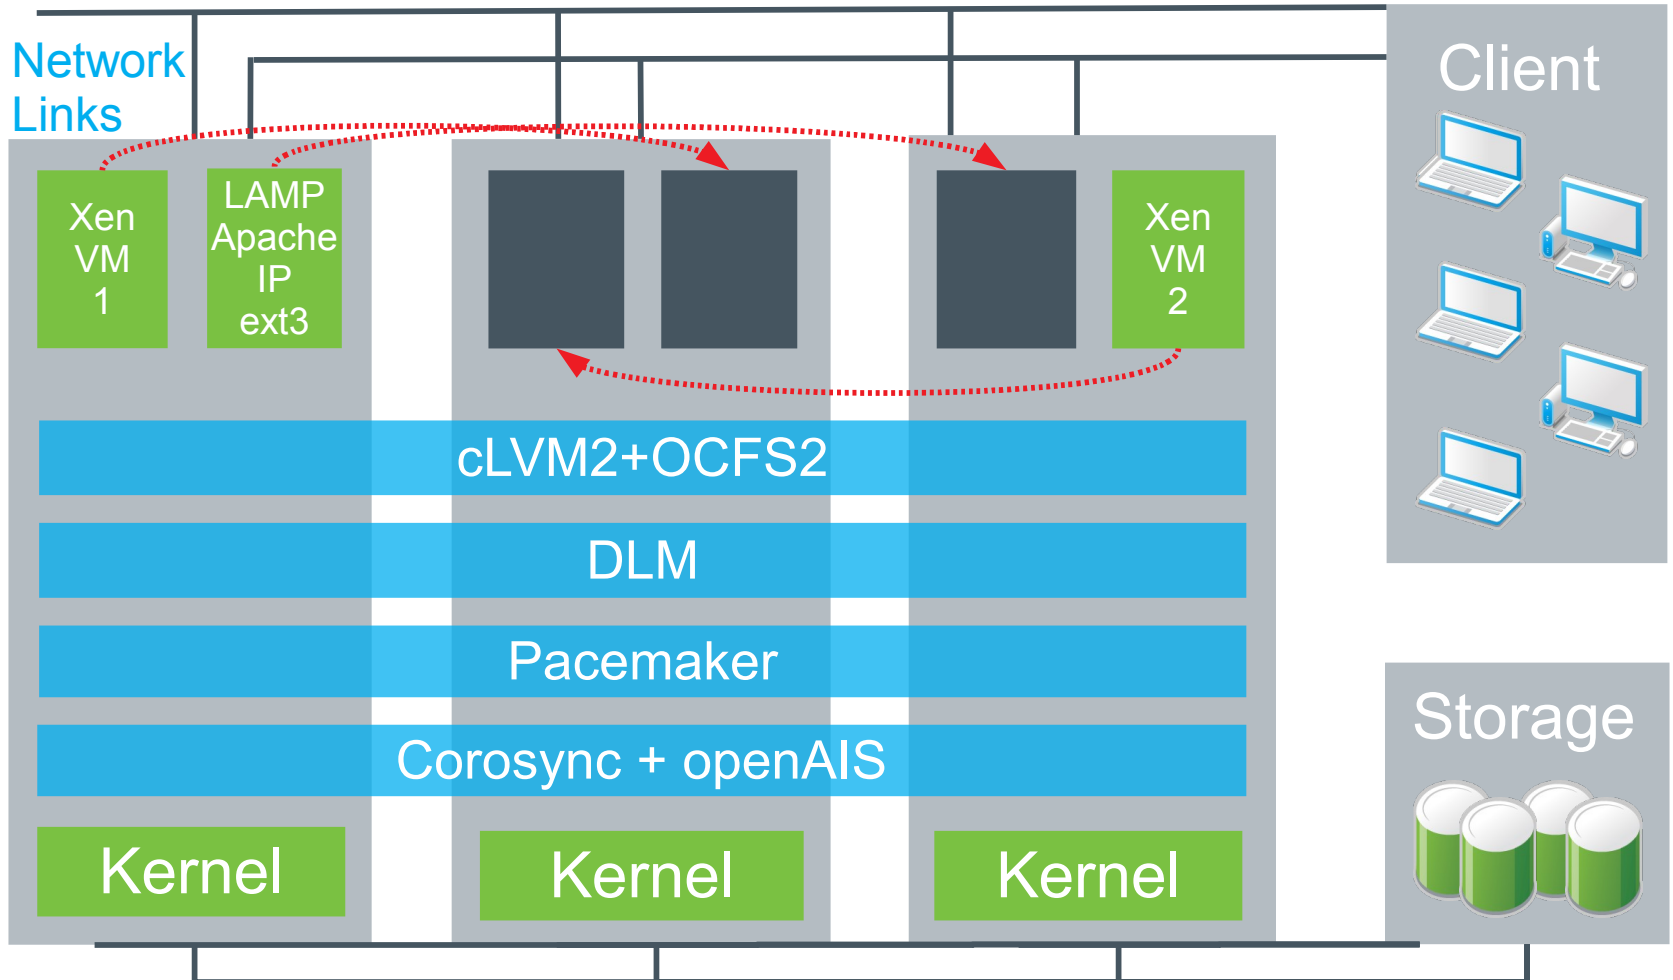 Network
Links
Client
Xen
VM
1
LAMP
Apache
IP
ext3
Xen
VM
2
cLVM2+OCFS2
DLM
Pacemaker
Corosync + openAIS
Kernel
Kernel
Kernel
Storage